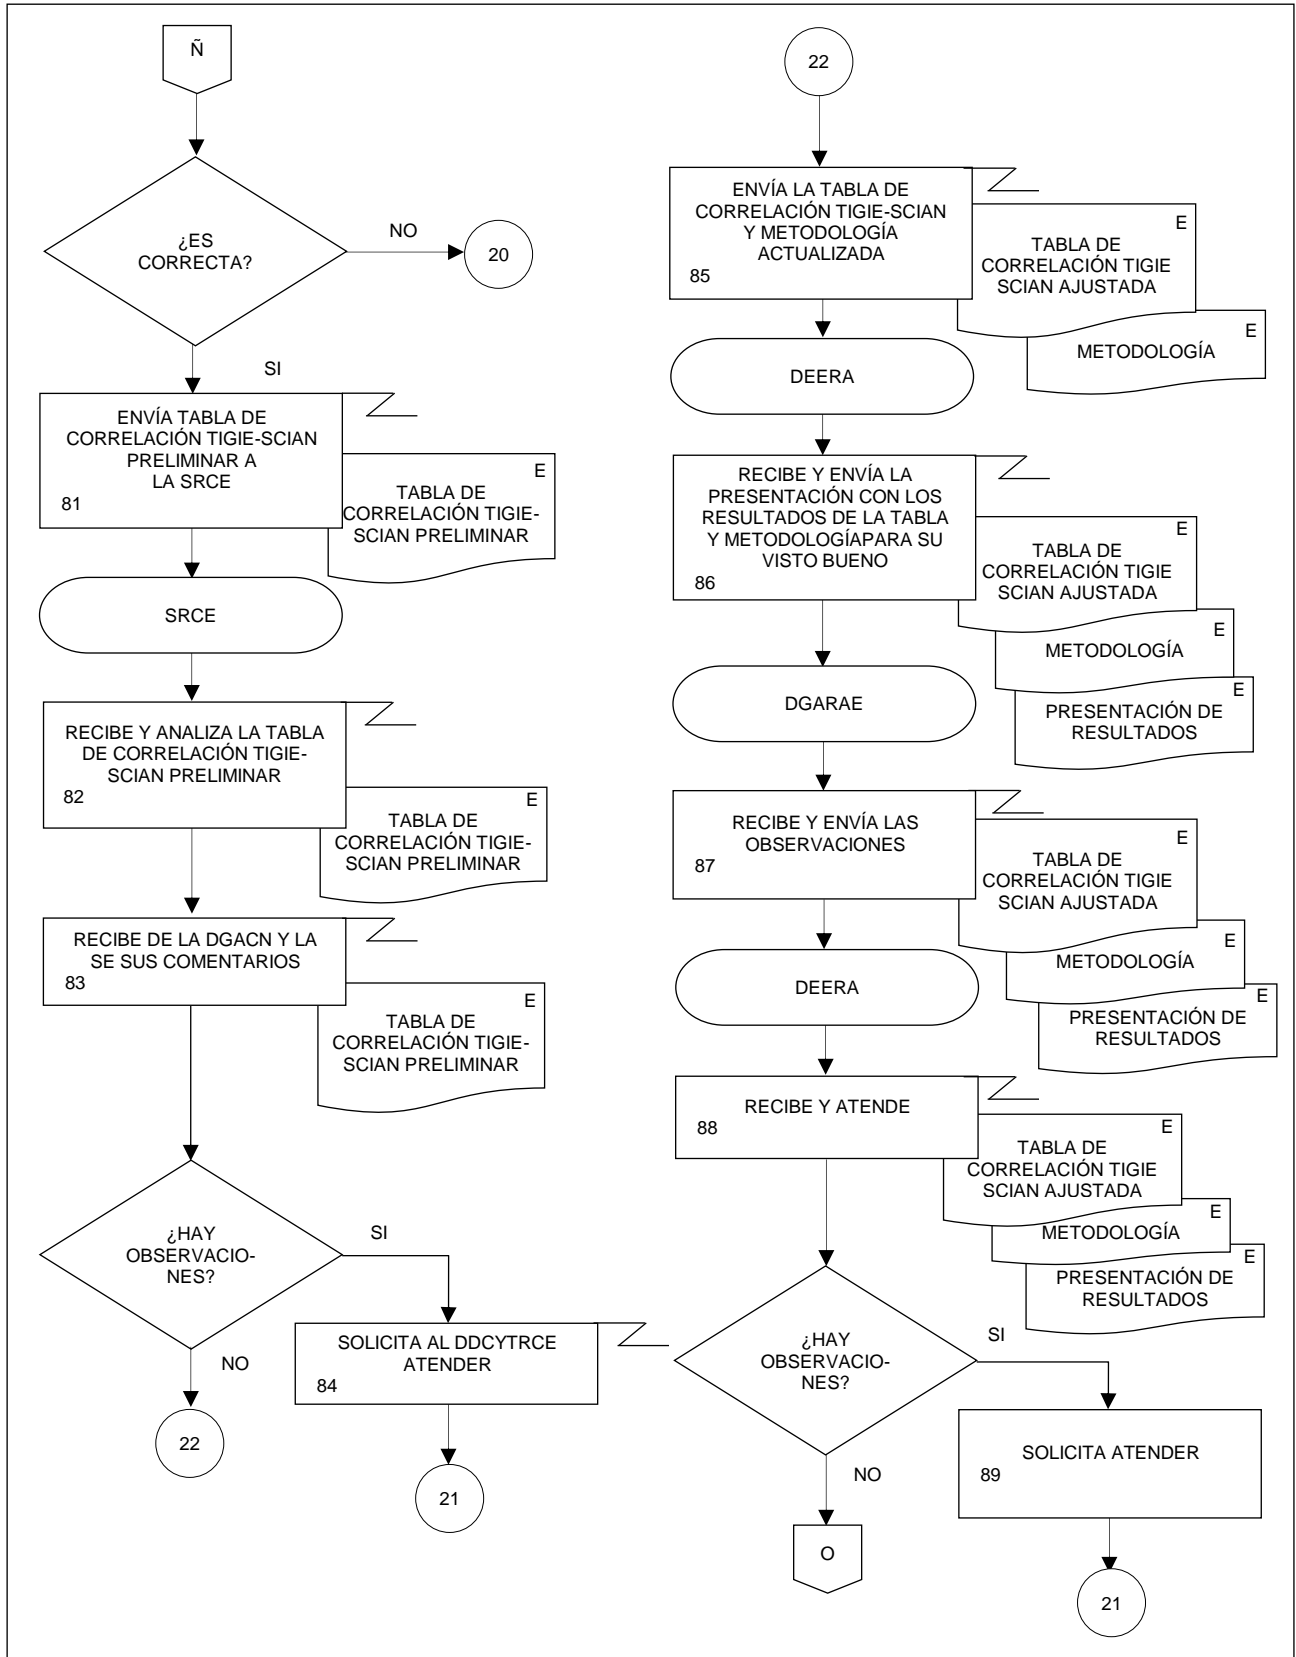 Ñ
¿ES
CORRECTA?
NO
20
SI
ENVÍA TABLA DE
CORRELACIÓN TIGIE-SCIAN
PRELIMINAR A
LA SRCE
81
E
TABLA DE
CORRELACIÓN TIGIE-
SCIAN PRELIMINAR
SRCE
RECIBE Y ANALIZA LA TABLA
DE CORRELACIÓN TIGIE-
SCIAN PRELIMINAR
82
E
TABLA DE
CORRELACIÓN TIGIE-
SCIAN PRELIMINAR
RECIBE DE LA DGACN Y LA
SE SUS COMENTARIOS
83
E
TABLA DE
CORRELACIÓN TIGIE-
SCIAN PRELIMINAR
¿HAY
OBSERVACIO-
NES?
SI
NO
22
SOLICITA AL DDCYTRCE
ATENDER
84
21
22
ENVÍA LA TABLA DE
CORRELACIÓN TIGIE-SCIAN
Y METODOLOGÍA
ACTUALIZADA
85
E
TABLA DE
CORRELACIÓN TIGIE
SCIAN AJUSTADA
E
METODOLOGÍA
DEERA
RECIBE Y ENVÍA LA
PRESENTACIÓN CON LOS
RESULTADOS DE LA TABLA
Y METODOLOGÍAPARA SU
VISTO BUENO
86
E
TABLA DE
CORRELACIÓN TIGIE
SCIAN AJUSTADA
E
METODOLOGÍA
E
PRESENTACIÓN DE
RESULTADOS
DGARAE
RECIBE Y ENVÍA LAS
OBSERVACIONES
87
E
TABLA DE
CORRELACIÓN TIGIE
SCIAN AJUSTADA
E
METODOLOGÍA
E
PRESENTACIÓN DE
RESULTADOS
DEERA
RECIBE Y ATENDE
88
E
TABLA DE
CORRELACIÓN TIGIE
SCIAN AJUSTADA
E
METODOLOGÍA
E
PRESENTACIÓN DE
RESULTADOS
¿HAY
OBSERVACIO-
NES?
SI
NO
O
SOLICITA ATENDER
89
21